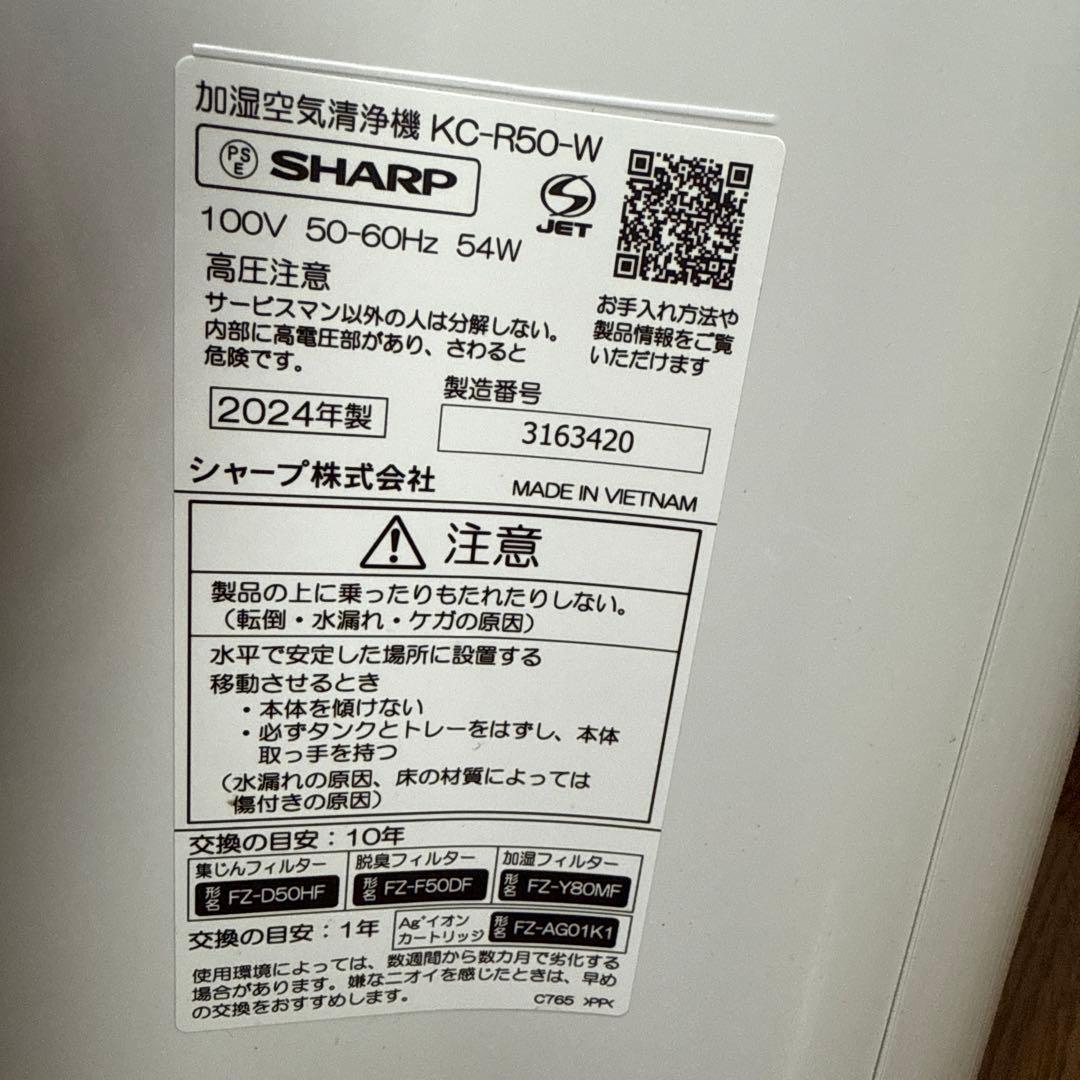 加湿空気清浄機 KC-R50-W
PS
E
SHARP
JET
100V 50-60Hz 54W
高圧注意
サービスマン以外の人は分解しない。
内部に高電圧部があり、さわると
危険です。
お手入れ方法や
製品情報をご覧
いただけます
2024年製
製造番号
3163420
シャープ株式会社
MADE IN VIETNAM
注意
製品の上に乗ったりもたれたりしない。
（転倒・水漏れ・ケガの原因）
水平で安定した場所に設置する
移動させるとき
・本体を傾けない
・必ずタンクとトレーをはずし、本体
取っ手を持つ
（水漏れの原因、床の材質によっては
傷付きの原因）
交換の目安：10年
集じんフィルター
形名 FZ-D50HF
脱臭フィルター
形名 FZ-F50DF
加湿フィルター
形名 FZ-Y80MF
交換の目安：1年
Ag⁺イオン
カートリッジ
形名 FZ-AG01K1
使用環境によっては、数週間から数カ月で劣化する
場合があります。嫌なニオイを感じたときは、早め
の交換をおすすめします。
C765 >PP<